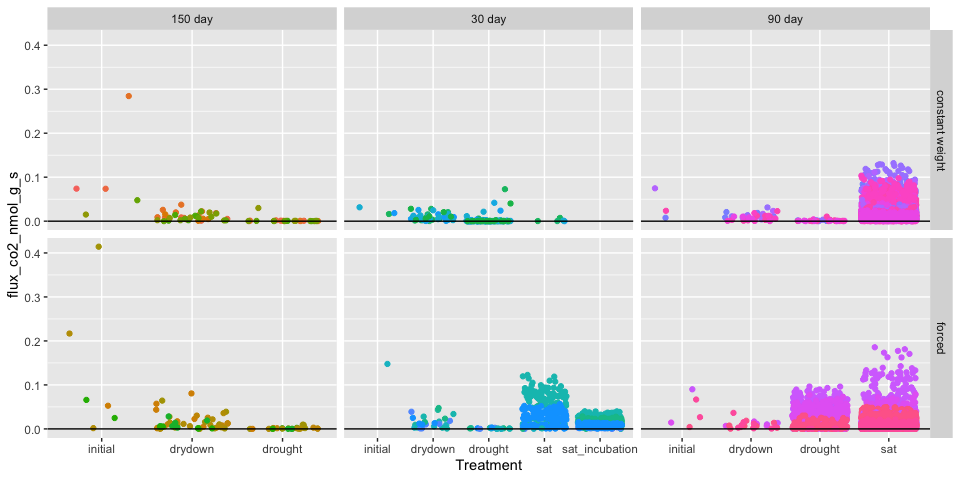 150 day
30 day
90 day
0.4
0.3
0.2
0.1
0.0
constant weight
0.4
0.3
0.2
0.1
0.0
forced
flux_co2_nmol_g_s
initial
drydown
drought
initial
drydown
drought
sat
sat_incubation
initial
drydown
drought
sat
Treatment